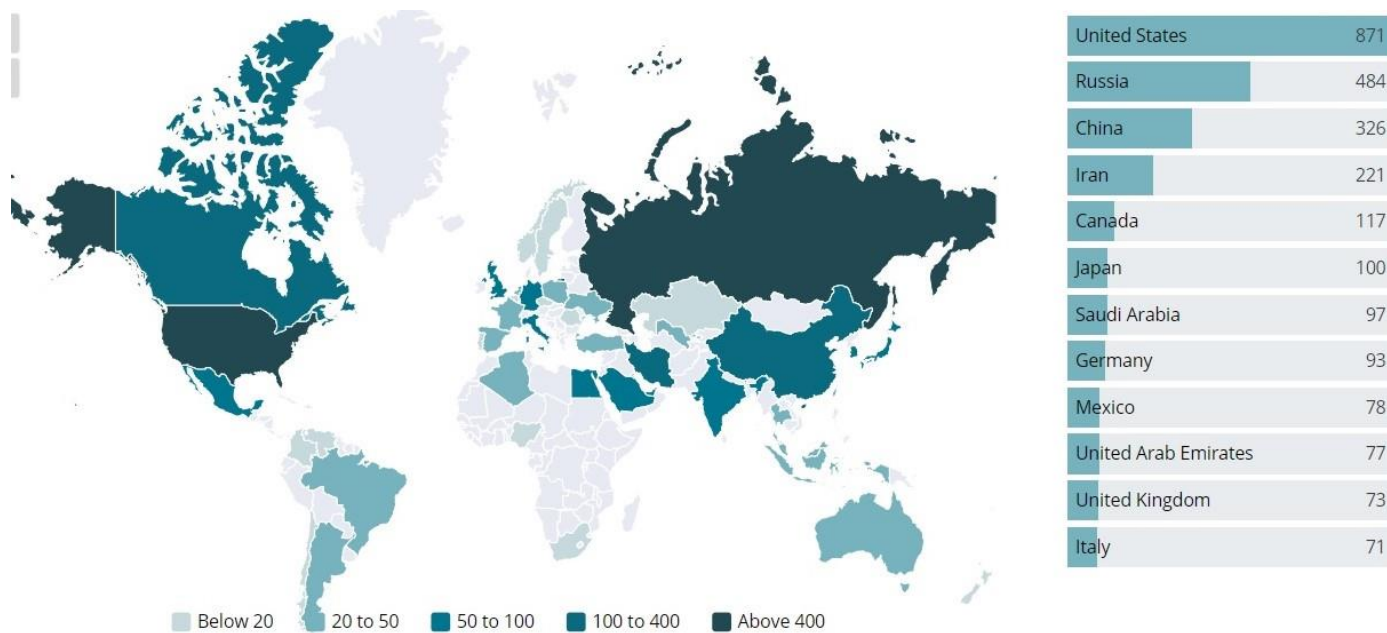 United States 871
Russia 484
China 326
Iran 221
Canada 117
Japan 100
Saudi Arabia 97
Germany 93
Mexico 78
United Arab Emirates 77
United Kingdom 73
Italy 71
Below 20 20 to 50 50 to 100 100 to 400 Above 400